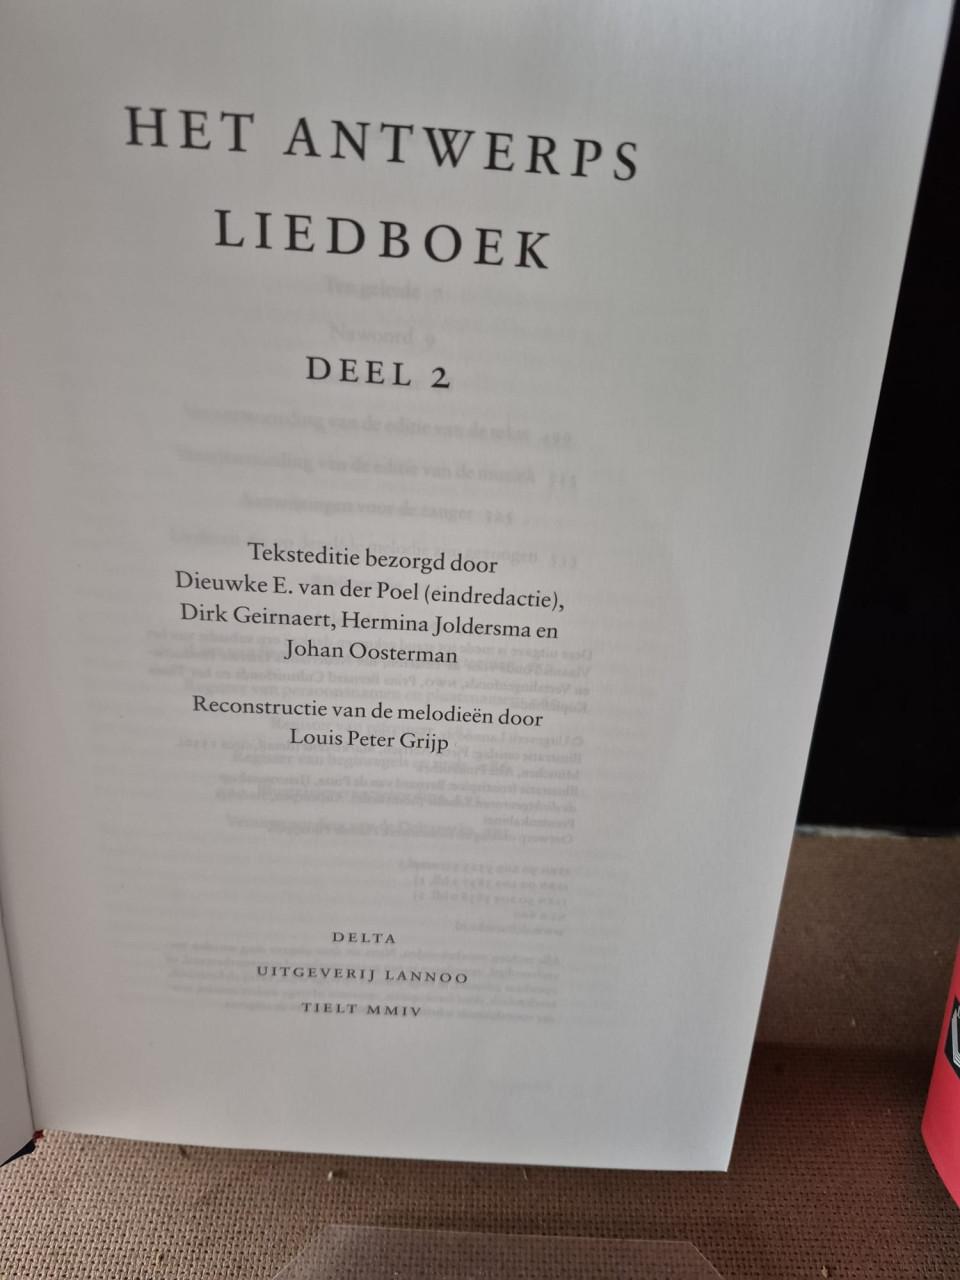 HET ANTWERPS
LIEDBOEK
DEEL 2
Teksteditie bezorgd door
Dieuwke E. van der Poel (eindredactie),
Dirk Geirnaert, Hermina Joldersma en
Johan Oosterman
Reconstructie van de melodieën door
Louis Peter Grijp
DELTA
UITGEVERIJ LANNOO
TIELT MMIV